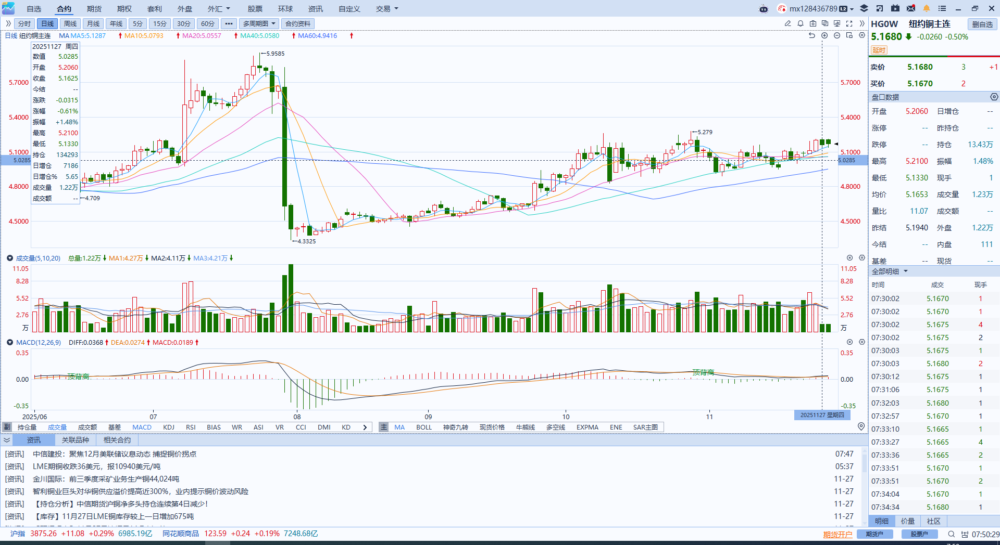 自选 合约 期货 期权 套利 外盘 外汇 股票 环球 资讯 自定义 交易 mx128436789 L2
分时 日线 周线 月线 年线 5分 15分 30分 60分 ••• 多周期图 合约资料
HG0W 纽约铜主连 删自选
5.1680 -0.0260 -0.50%
延时
卖价 5.1680 3 +1
买价 5.1670 2
盘口数据
开盘 5.2060 日增仓 --
涨停 -- 昨持仓 --
跌停 -- 持仓 13.43万
最高 5.2100 振幅 1.48%
最低 5.1330 现手 1
均价 5.1653 成交量 1.23万
量比 11.07 成交额 --
昨结 5.1940 外盘 1.22万
今结 -- 内盘 111
基差 -- 现货 --
全部明细
时间 成交 现手
07:30:02 5.1670 1
07:30:02 5.1670 1
07:30:02 5.1675 4
07:30:02 5.1675 2
07:30:03 5.1675 1
07:30:03 5.1680 2
07:30:12 5.1675 1
07:31:06 5.1675 1
07:32:03 5.1680 1
07:32:57 5.1670 1
07:33:10 5.1665 1
07:33:27 5.1665 4
07:33:36 5.1665 2
07:33:51 5.1670 1
07:33:51 5.1670 2
07:34:04 5.1670 1
07:34:34 5.1680 1
明细 价量 社区
日线 纽约铜主连 MA MA5:5.1287 MA10:5.0793 MA20:5.0557 MA40:5.0580 MA60:4.9416
20251127 周四
数值 5.0285
开盘 5.2060
收盘 5.1625
今结 --
涨跌 -0.0315
涨幅 -0.61%
振幅 +1.48%
最高 5.2100
最低 5.1330
持仓 134293
日增仓 7186
日增仓% 5.65
成交量 1.22万
成交额 --
5.9585
5.279
4.709
4.3325
5.7000 5.7000
5.4000 5.4000
5.1000 5.1000
5.0285 5.0285
4.8000 4.8000
4.5000 4.5000
成交量(5,10,20) 总量:1.22万 MA1:4.27万 MA2:4.11万 MA3:4.21万
11.05 11.05
8.28 8.28
5.52 5.52
2.76 2.76
万 万
MACD(12,26,9) DIFF:0.0368 DEA:0.0274 MACD:0.0189
0.35 0.35
顶背离 顶背离
0.00 0.00
-0.35 -0.35
2025/06 07 08 09 10 11 20251127 星期四
副 持仓量 成交量 成交额 基差 MACD KDJ RSI BIAS WR ASI VR CCI DMI KD 主 MA BOLL 神奇九转 现货价格 牛熊线 多空线 EXPMA ENE SAR主图
资讯 关联品种 相关合约
[资讯] 中信建投：聚焦12月美联储议息动态 捕捉铜价拐点 07:47
[资讯] LME期铜收跌36美元，报10940美元/吨 05:37
[资讯] 金川国际：前三季度采矿业务生产铜44,024吨 11-27
[资讯] 智利铜业巨头对华铜供应溢价提高近300%，业内提示铜价波动风险 11-27
[资讯] 【持仓分析】中信期货沪铜净多头持仓连续第4日减少！ 11-27
[资讯] 【库存】11月27日LME铜库存较上一日增加675吨 11-27
沪指 3875.26 +11.08 +0.29% 6985.19亿 同花顺商品 123.59 +0.24 +0.19% 7248.68亿 期货开户 期货户 股票户 07:50:29